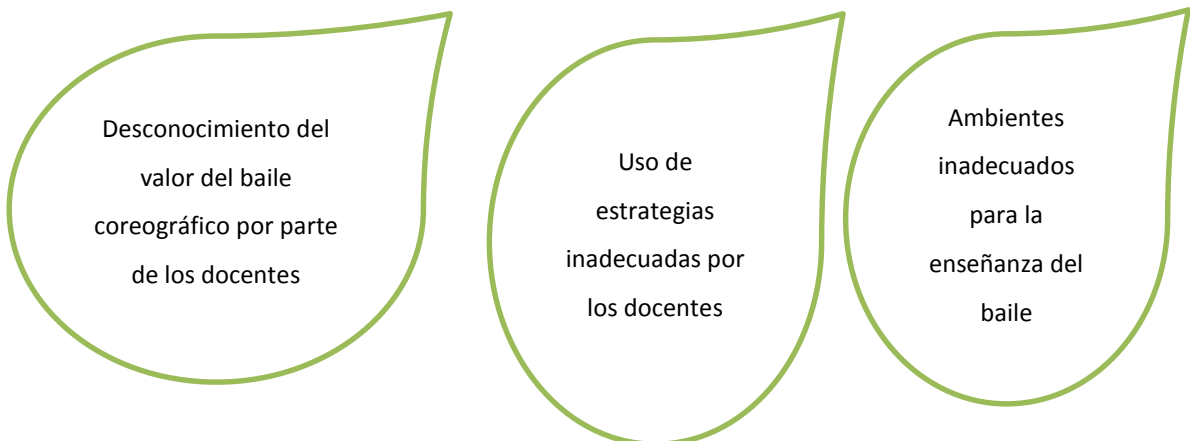 Desconocimiento del
valor del baile
coreográfico por parte
de los docentes
Uso de
estrategias
inadecuadas por
los docentes
Ambientes
inadecuados
para la
enseñanza del
baile